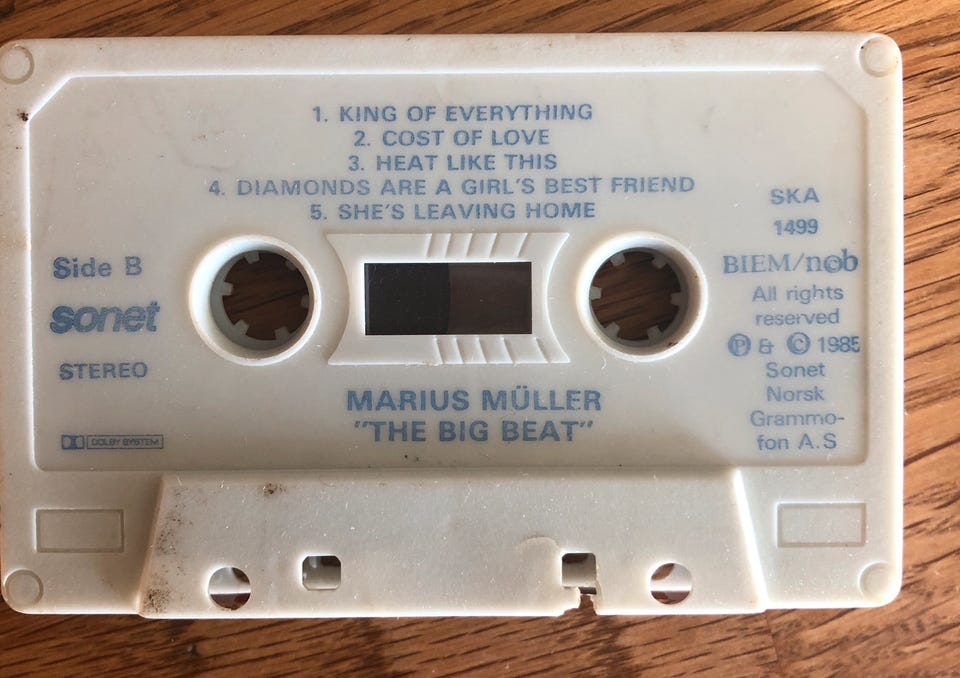 1. KING OF EVERYTHING
2. COST OF LOVE
3. HEAT LIKE THIS
4. DIAMONDS ARE A GIRL'S BEST FRIEND
5. SHE'S LEAVING HOME
Side B
sonet
STEREO
DOLBY SYSTEM
MARIUS MÜLLER
"THE BIG BEAT"
SKA
1499
BIEM/ncb
All rights
reserved
Ⓟ & © 1985
Sonet
Norsk
Grammo-
fon A.S